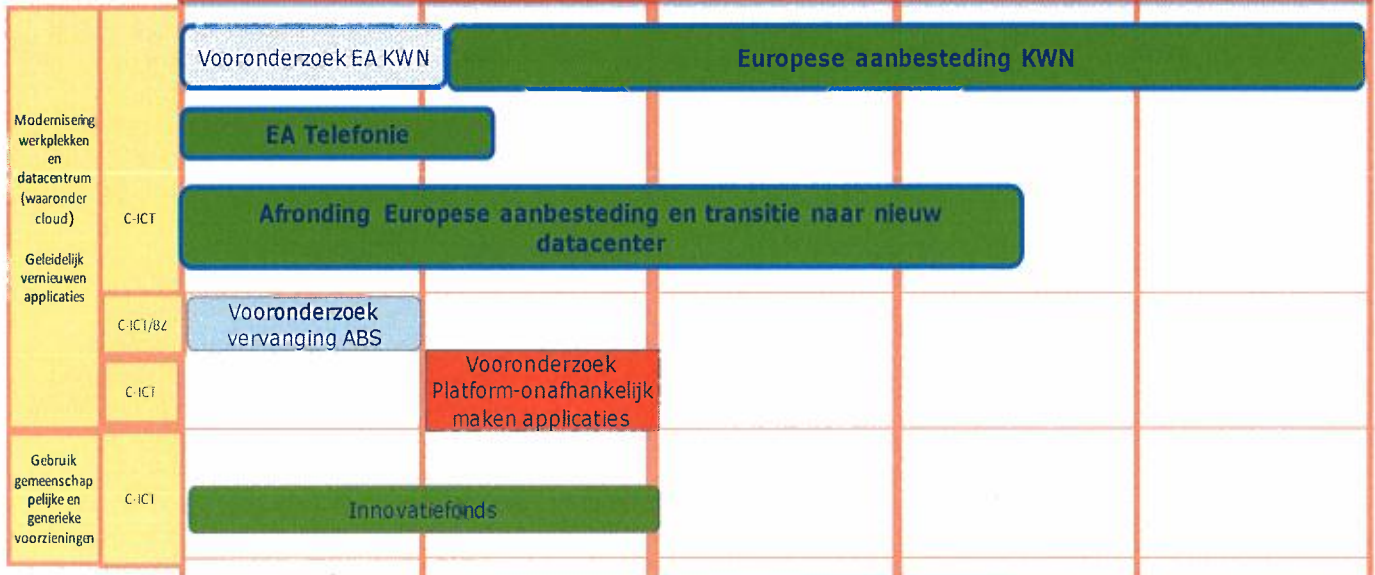 Modernisering
werkplekken
en
datacentrum
(waaronder
cloud)
Geleidelijk
vernieuwen
applicaties
C-ICT
Vooronderzoek EA KWN
Europese aanbesteding KWN
EA Telefonie
Afronding Europese aanbesteding en transitie naar nieuw
datacenter
C-ICT/BZ
Vooronderzoek
vervanging ABS
C-ICT
Vooronderzoek
Platform-onafhankelijk
maken applicaties
Gebruik
gemeenschap
pelijke en
generieke
voorzieningen
C-ICT
Innovatiefonds